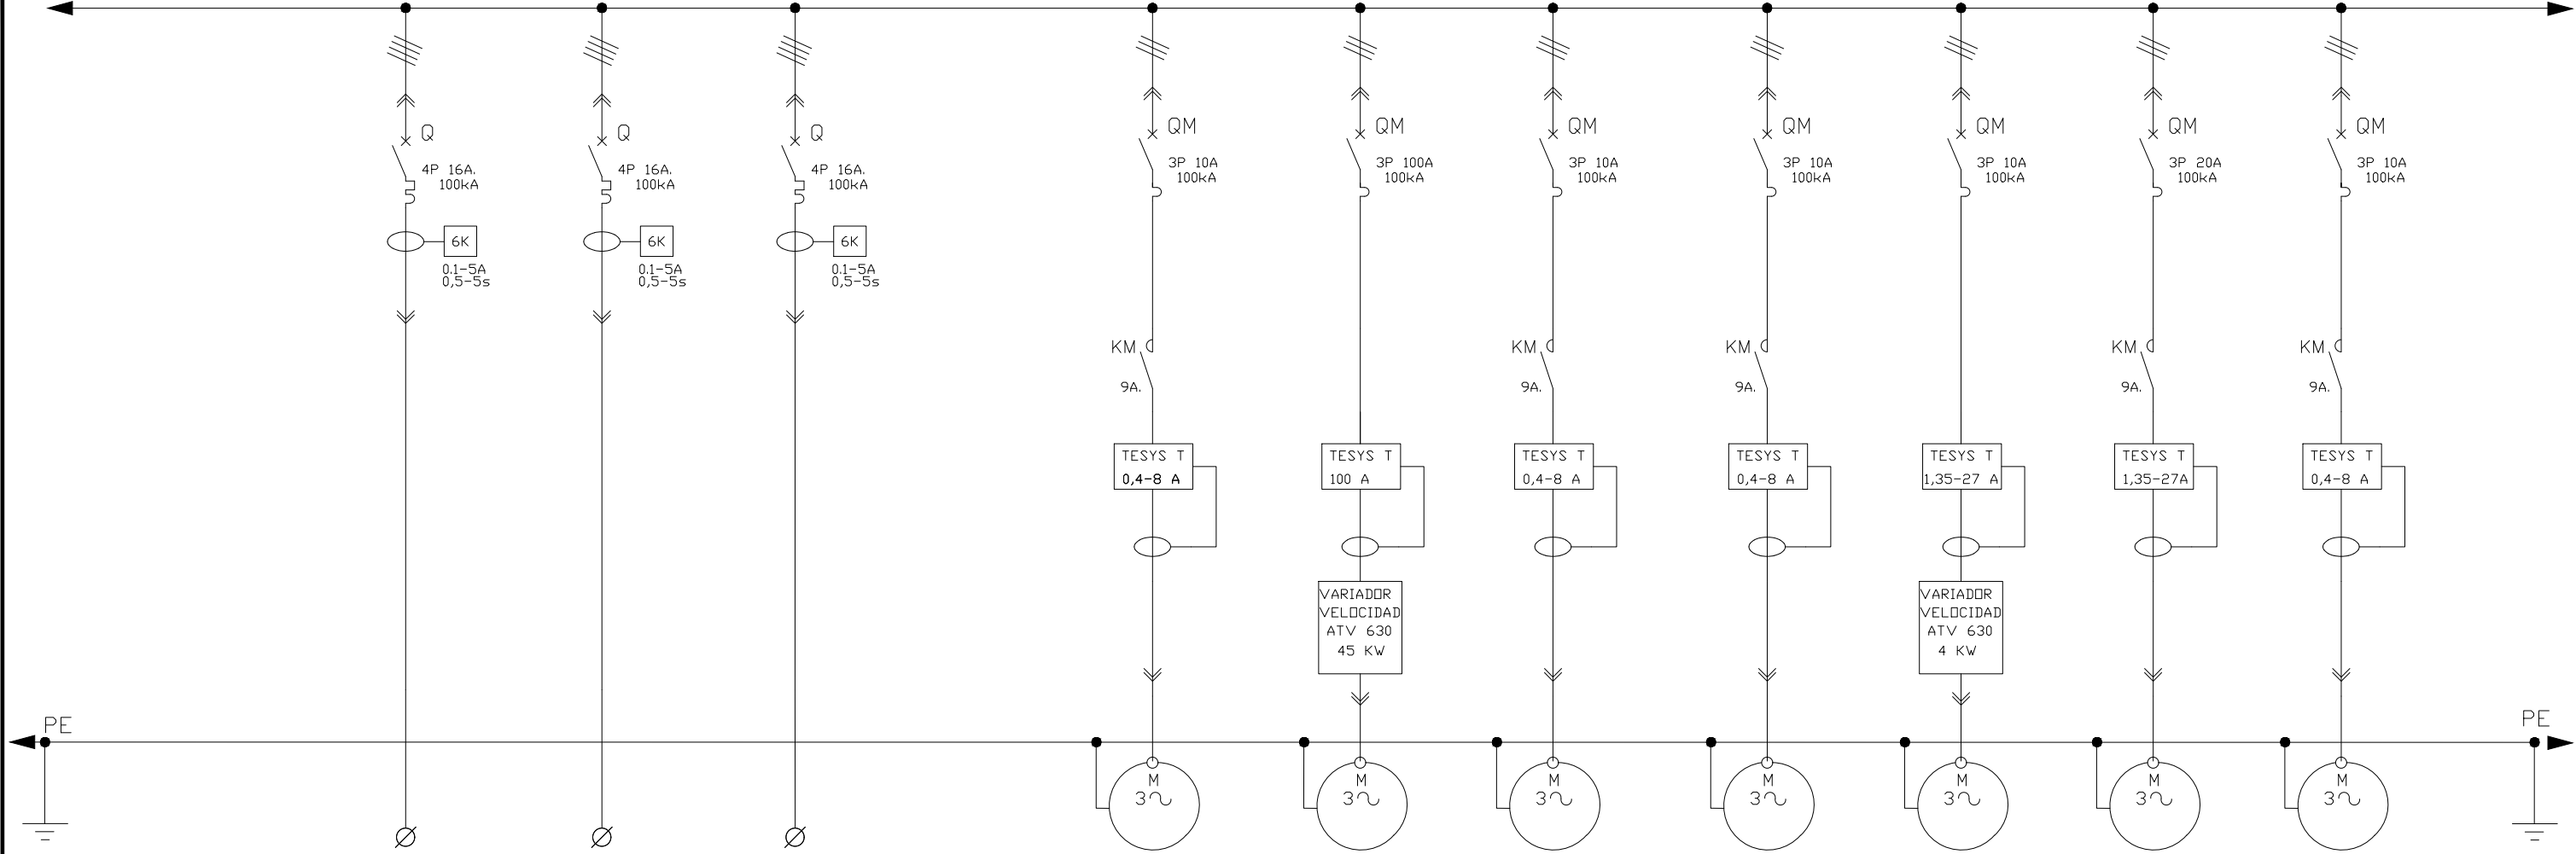 Q
4P 16A.
100kA
6K
0.1-5A
0,5-5s
Q
4P 16A.
100kA
6K
0.1-5A
0,5-5s
Q
4P 16A.
100kA
6K
0.1-5A
0,5-5s
QM
3P 10A
100kA
KM
9A.
TESYS T
0,4-8 A
M
3
QM
3P 100A
100kA
TESYS T
100 A
VARIADOR
VELOCIDAD
ATV 630
45 KW
M
3
QM
3P 10A
100kA
KM
9A.
TESYS T
0,4-8 A
M
3
QM
3P 10A
100kA
KM
9A.
TESYS T
0,4-8 A
M
3
QM
3P 10A
100kA
TESYS T
1,35-27 A
VARIADOR
VELOCIDAD
ATV 630
4 KW
M
3
QM
3P 20A
100kA
KM
9A.
TESYS T
1,35-27A
M
3
QM
3P 10A
100kA
KM
9A.
TESYS T
0,4-8 A
M
3
PE
PE